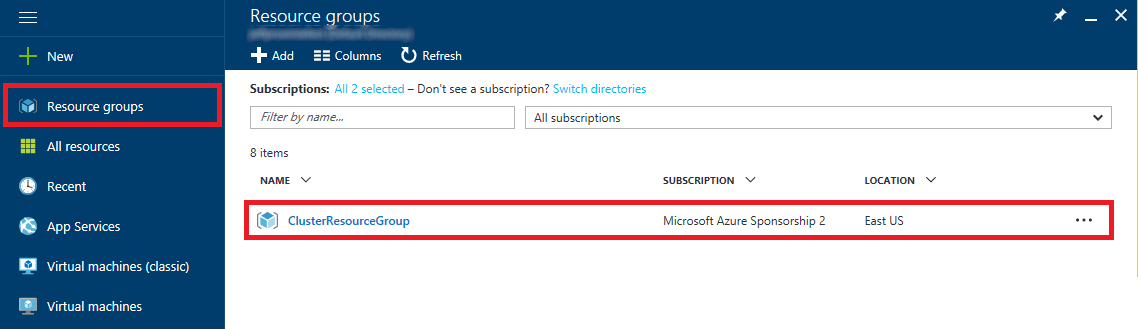 Resource groups
Add Columns Refresh
New
Resource groups
All resources
Recent
App Services
Virtual machines (classic)
Virtual machines
Subscriptions: All 2 selected – Don't see a subscription? Switch directories
Filter by name...
All subscriptions
8 items
NAME SUBSCRIPTION LOCATION
ClusterResourceGroup Microsoft Azure Sponsorship 2 East US